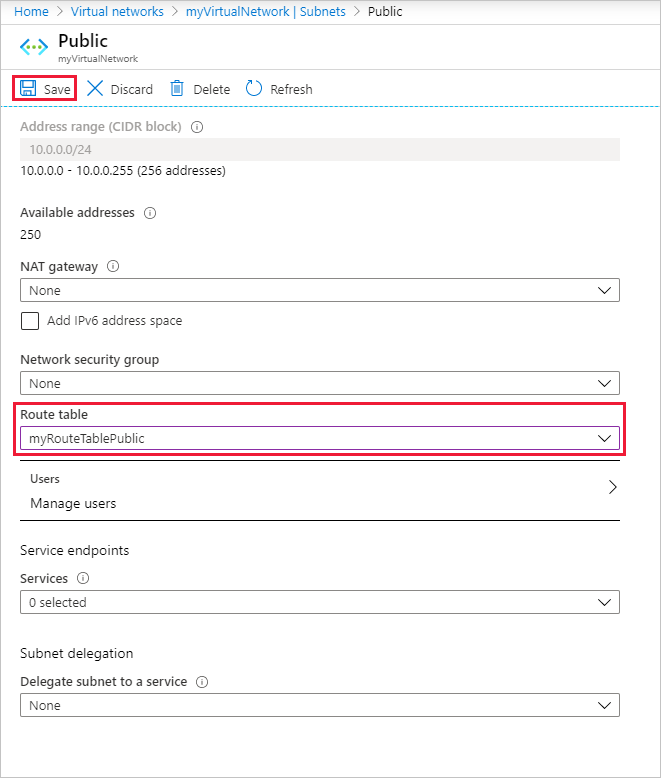 Home > Virtual networks > myVirtualNetwork | Subnets > Public
Public
myVirtualNetwork
Save Discard Delete Refresh
Address range (CIDR block)
10.0.0.0/24
10.0.0.0 - 10.0.0.255 (256 addresses)
Available addresses
250
NAT gateway
None
Add IPv6 address space
Network security group
None
Route table
myRouteTablePublic
Users
Manage users
Service endpoints
Services
0 selected
Subnet delegation
Delegate subnet to a service
None